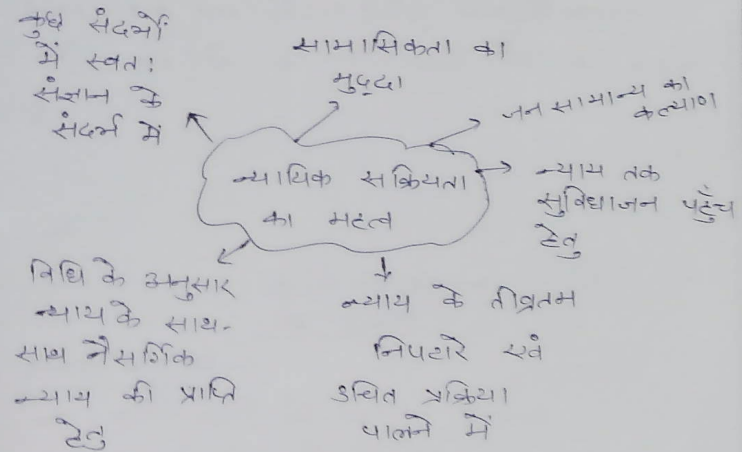 कुछ संदर्भों
में स्वत:
संज्ञान के
संदर्भ में
सामासिकता का
मुद्दा
जन सामान्य का
कल्याण
न्यायिक सक्रियता
का महत्व
न्याय तक
सुविधाजन पहुँच
हेतु
विधि के अनुसार
न्याय के साथ-
साथ नैसर्गिक
न्याय की प्राप्ति
हेतु
न्याय के तीव्रतम
निपटारे एवं
उचित प्रक्रिया
पालने में